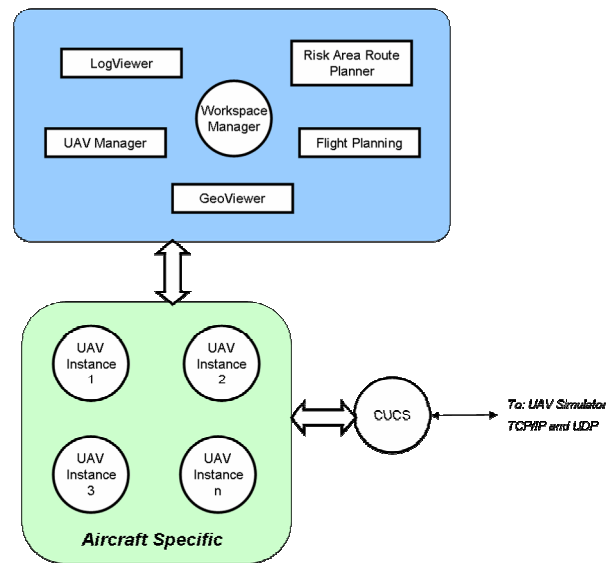 LogViewer
Risk Area Route
Planner
Workspace
Manager
UAV Manager
Flight Planning
GeoViewer
UAV
Instance
1
UAV
Instance
2
UAV
Instance
3
UAV
Instance
n
Aircraft Specific
CUCS
To: UAV Simulator
TCP/IP and UDP